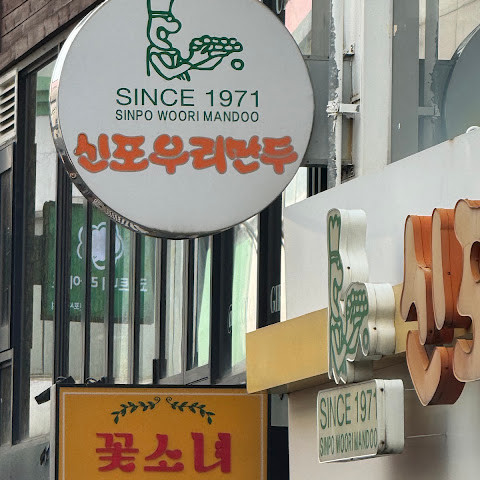 SINCE 1971
SINPO WOORI MANDOO
신포우리만두
SINCE 1971
SINPO WOORI MANDOO
꽃소녀